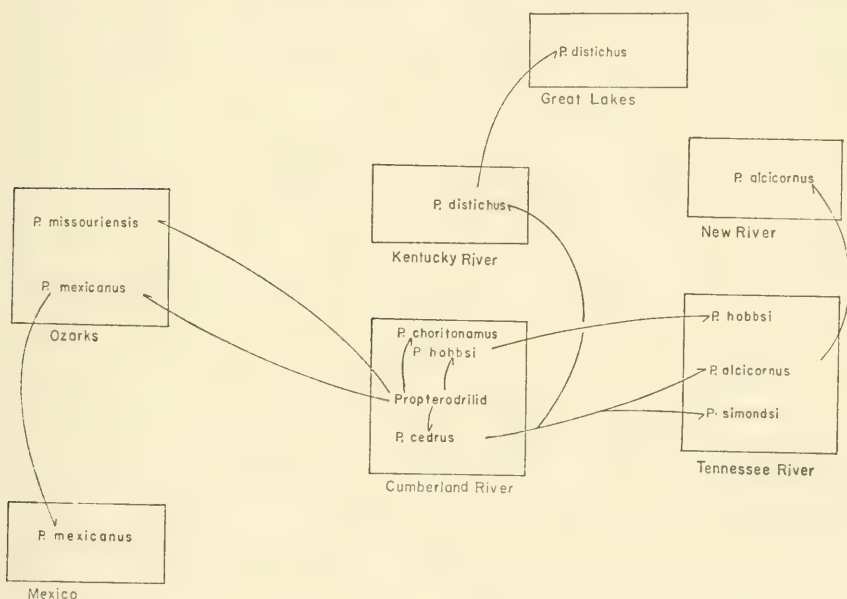 P. distichus
Great Lakes
P. alcicornus
New River
P. distichus
Kentucky River
P. missouriensis
P. mexicanus
Ozarks
P. choritonamus
P. hobbsi
Propterodrilid
P. cedrus
Cumberland River
P. hobbsi
P. alcicornus
P. simondsi
Tennessee River
P. mexicanus
Mexico